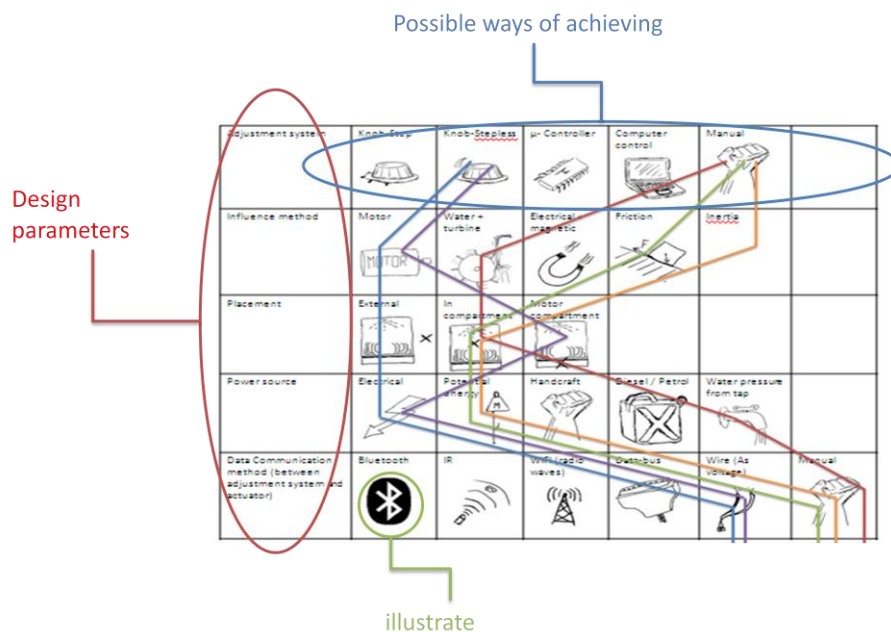 Possible ways of achieving
Design
parameters
Adjustment system
Knob-Step
Knob-Stepless
µ- Controller
Computer
control
Manual
Influence method
Motor
Water +
turbine
Electrical -
magnetic
Friction
Inertia
MOTOR
F
Placement
External
In
compartment
Motor
compartment
Power source
Electrical
Potential
energy
Handcraft
Diesel / Petrol
Water pressure
from tap
M
Data Communication
method (between
adjustment system and
actuator)
Bluetooth
IR
WiFi (radio
waves)
Data-bus
Wire (As
voltage)
Manual
illustrate